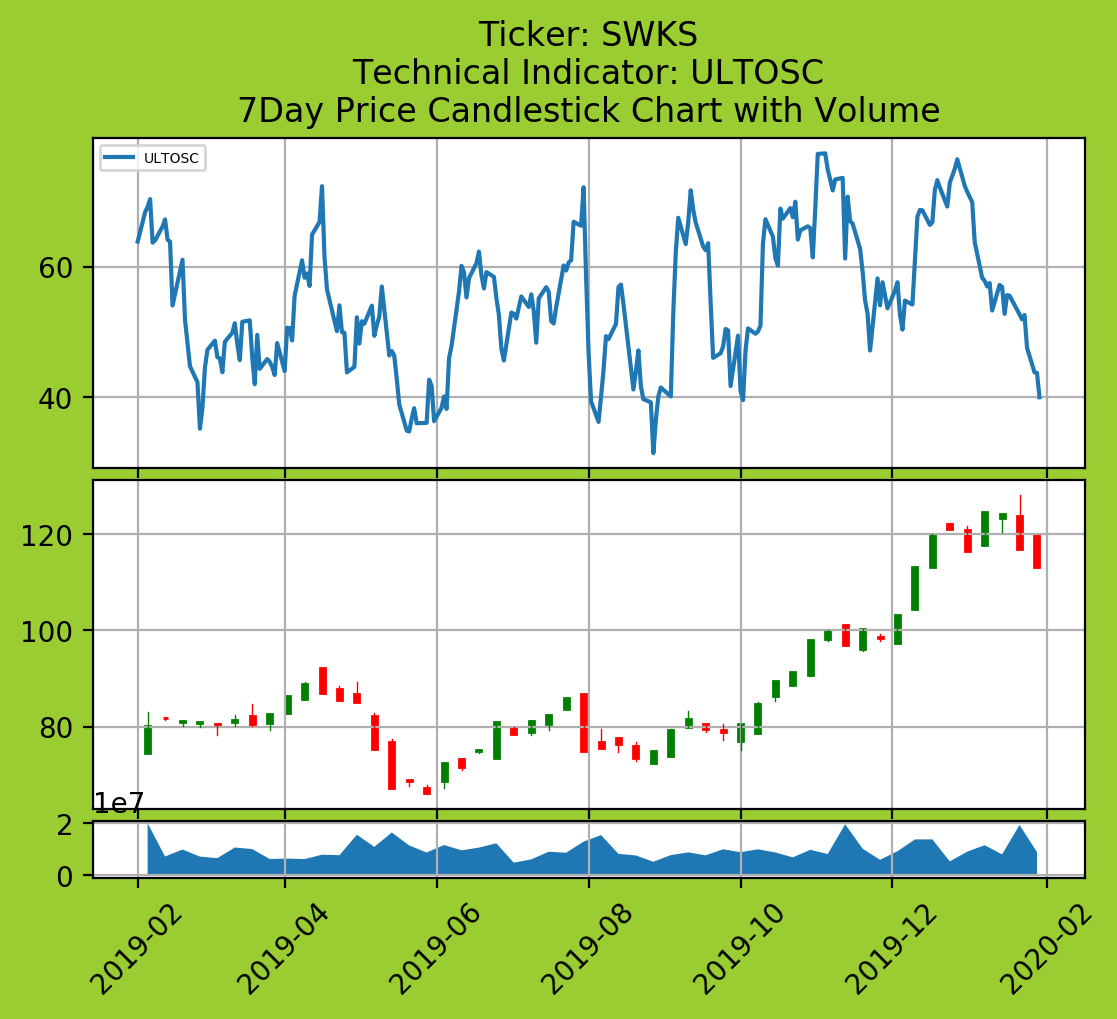 Ticker: SWKS
Technical Indicator: ULTOSC
7Day Price Candlestick Chart with Volume
ULTOSC
60
40
120
100
80
1e7
2
0
2019-02
2019-04
2019-06
2019-08
2019-10
2019-12
2020-02